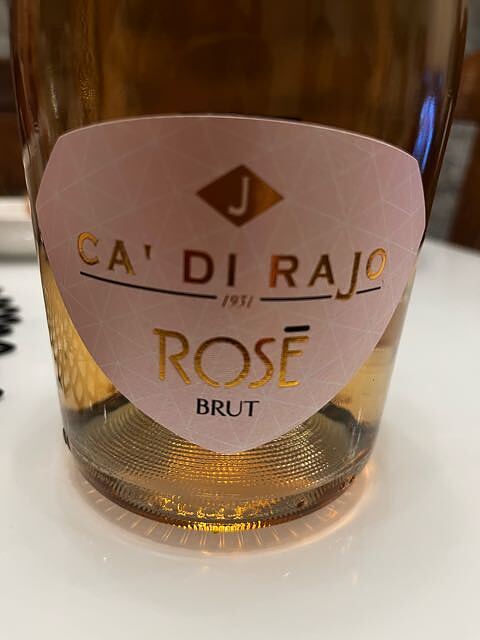 J
CA' DI RAJO
1931
ROSĒ
BRUT